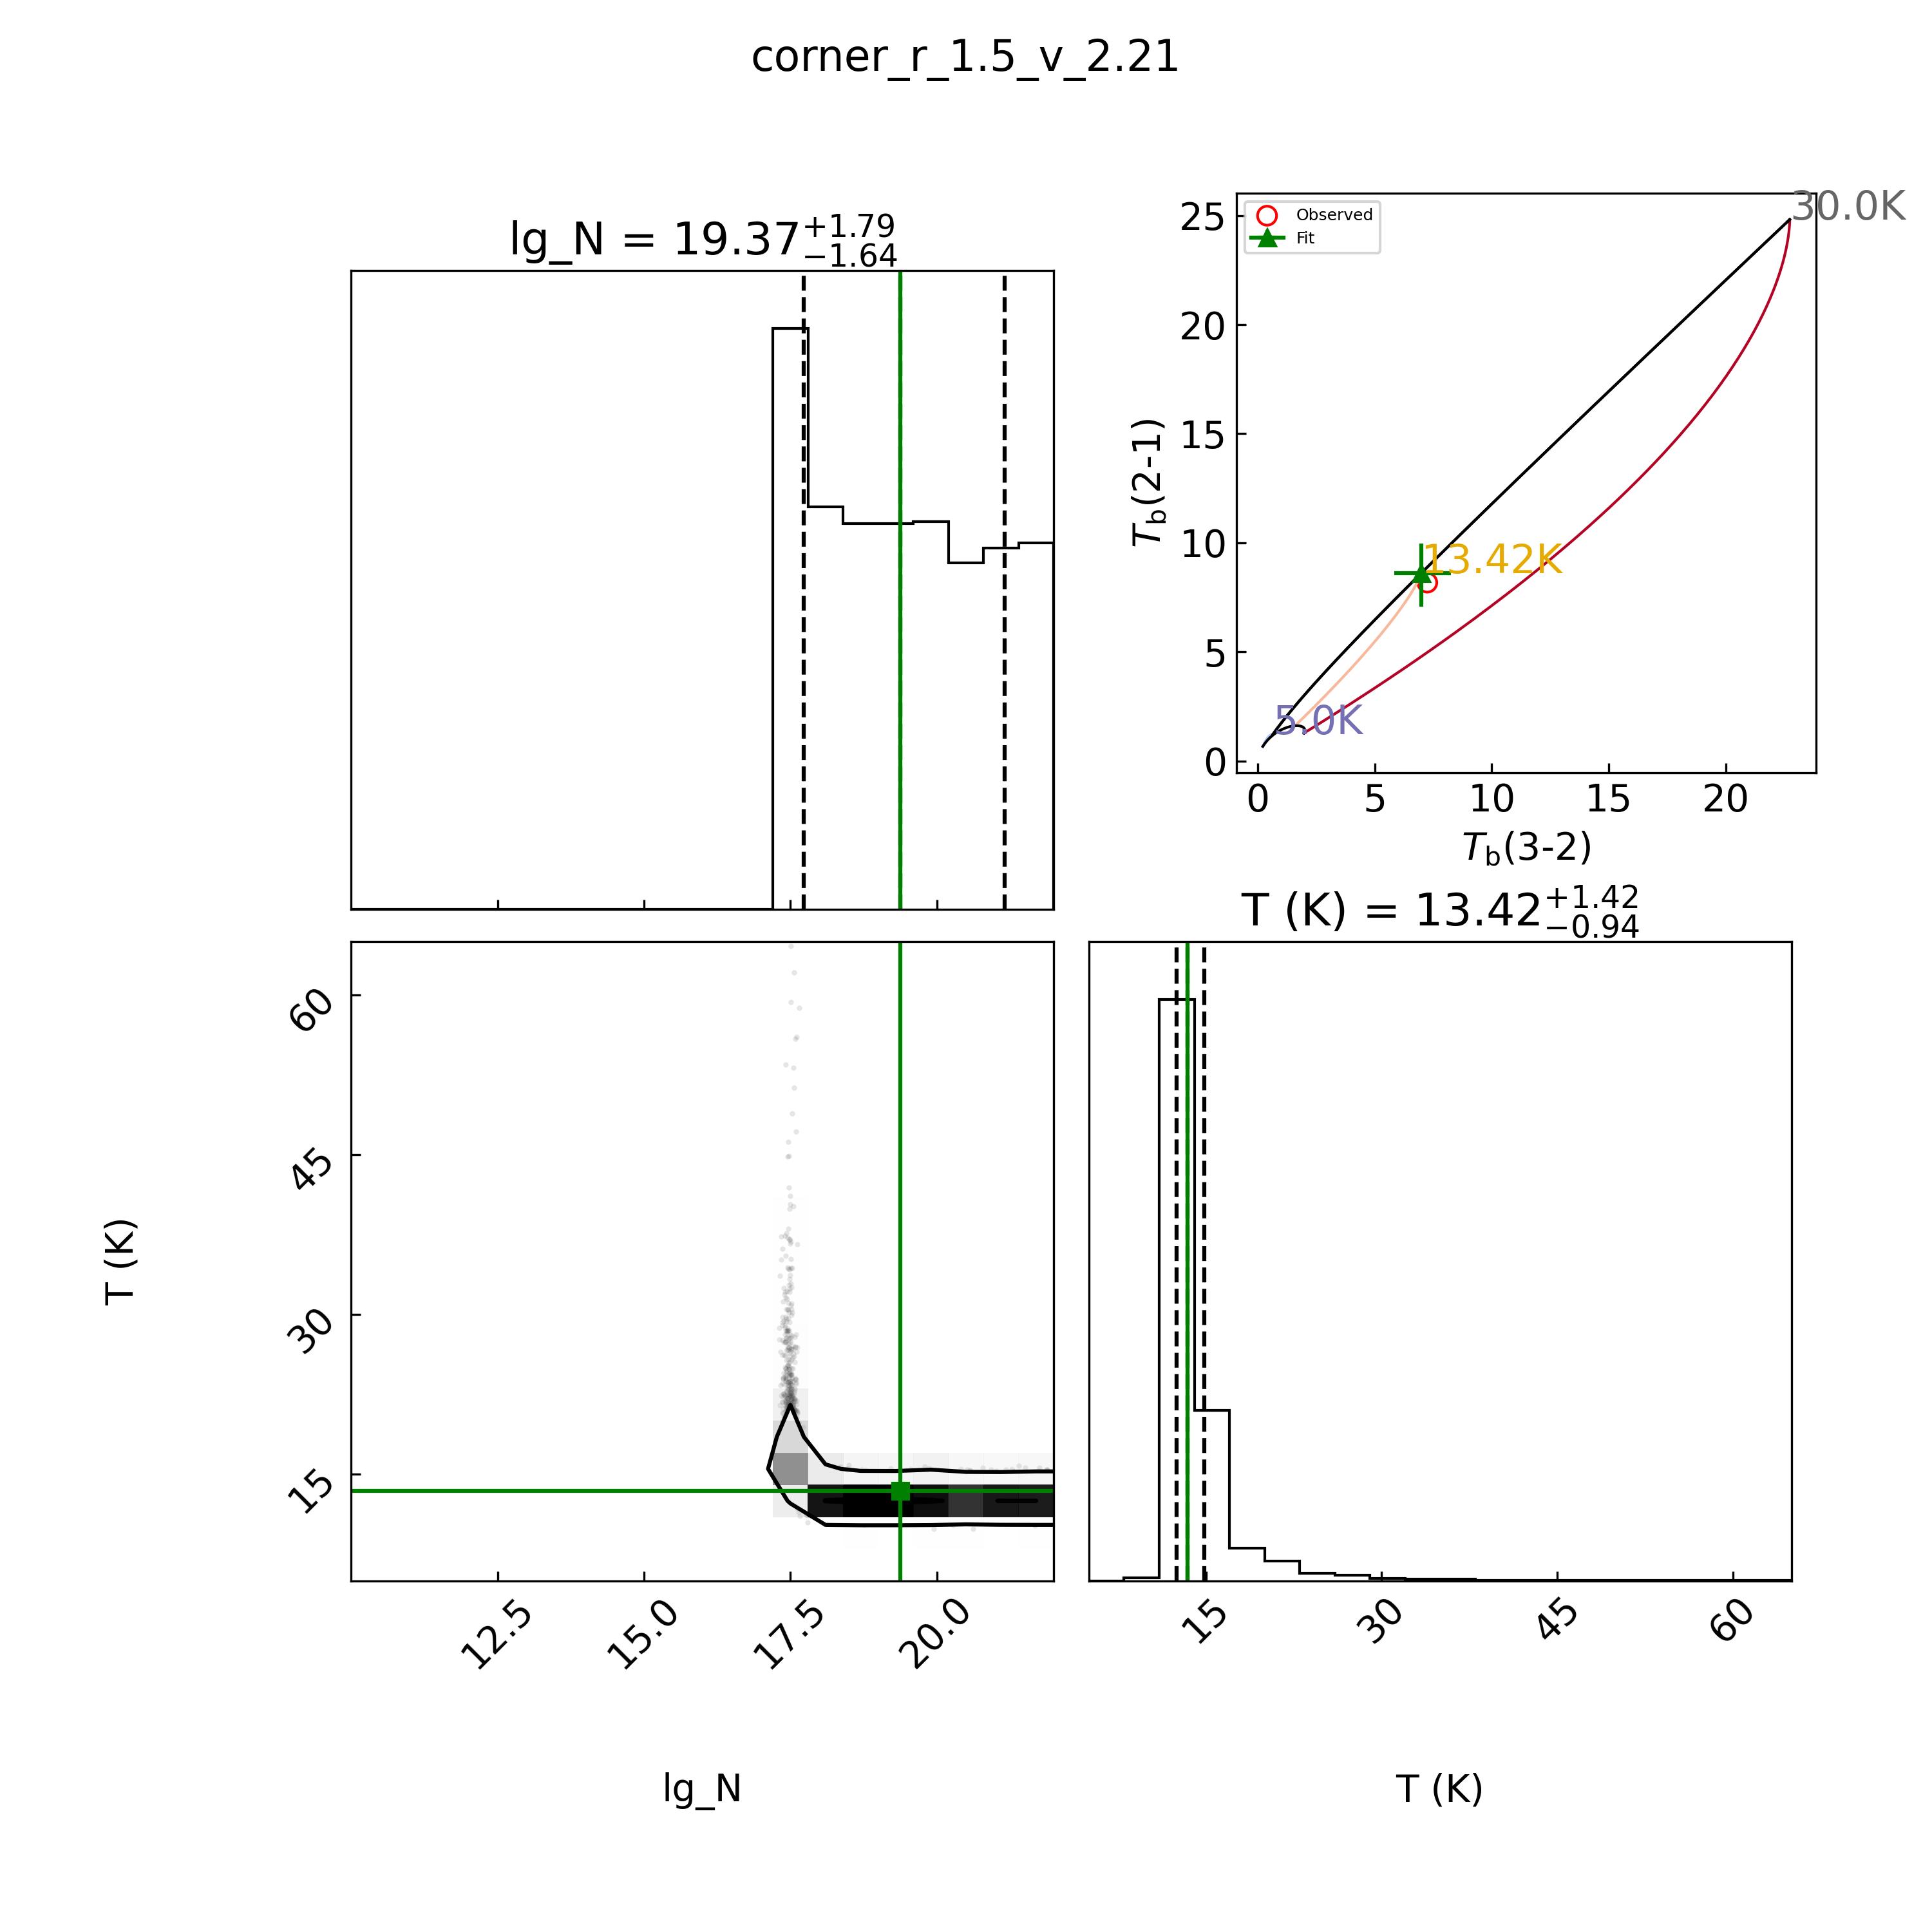 corner_r_1.5_v_2.21
lg_N = 19.37 +1.79 −1.64
25
20
15
10
5
0
T_b(2-1)
Observed
Fit
30.0K
13.42K
5.0K
0 5 10 15 20
T_b(3-2)
T (K) = 13.42 +1.42 −0.94
60
45
30
15
T (K)
12.5 15.0 17.5 20.0
lg_N
15 30 45 60
T (K)